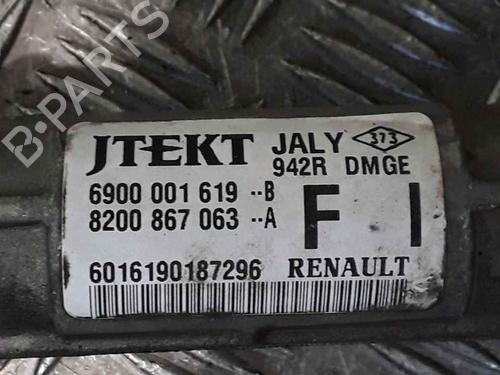 B-PARTS
JTEKT JALY 373
942R DMGE
6900 001 619 --B
8200 867 063 --A
F I
6016190187296 RENAULT